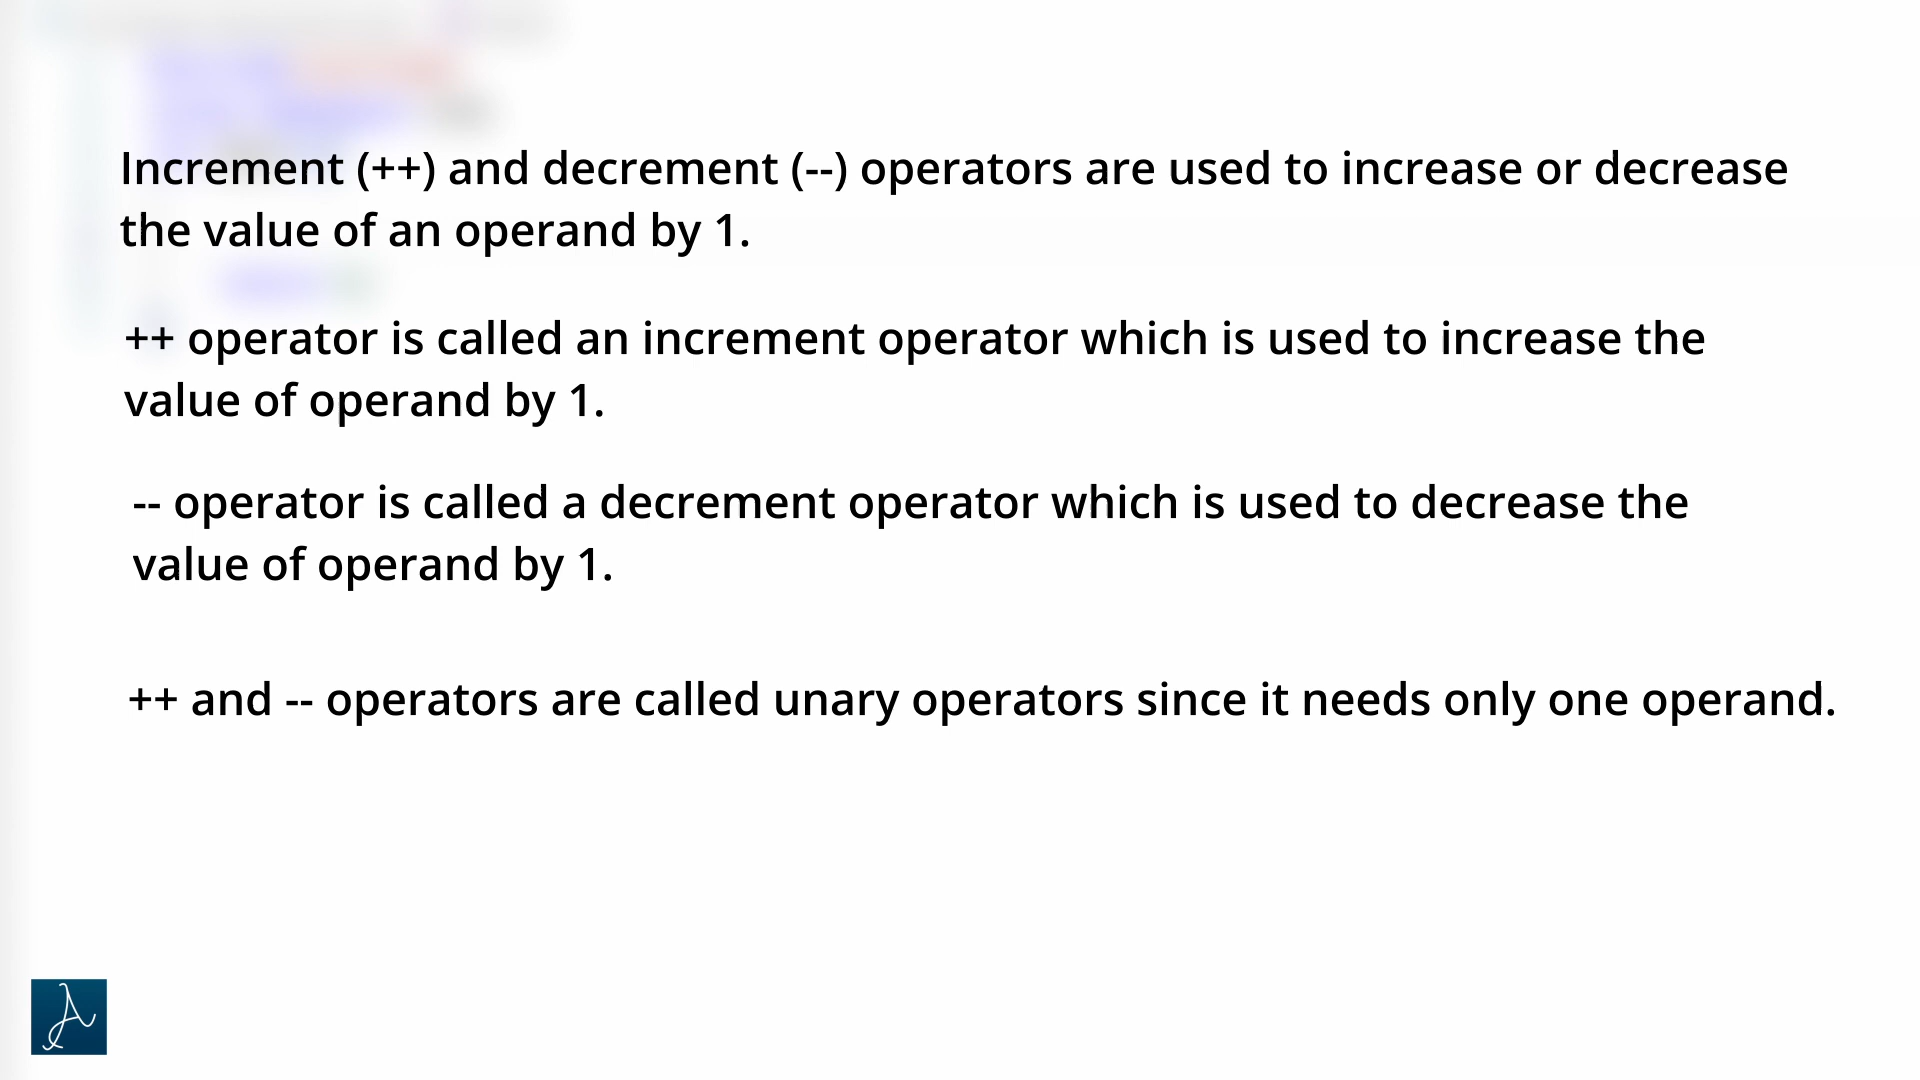 Increment (++) and decrement (--) operators are used to increase or decrease
the value of an operand by 1.
++ operator is called an increment operator which is used to increase the
value of operand by 1.
-- operator is called a decrement operator which is used to decrease the
value of operand by 1.
++ and -- operators are called unary operators since it needs only one operand.